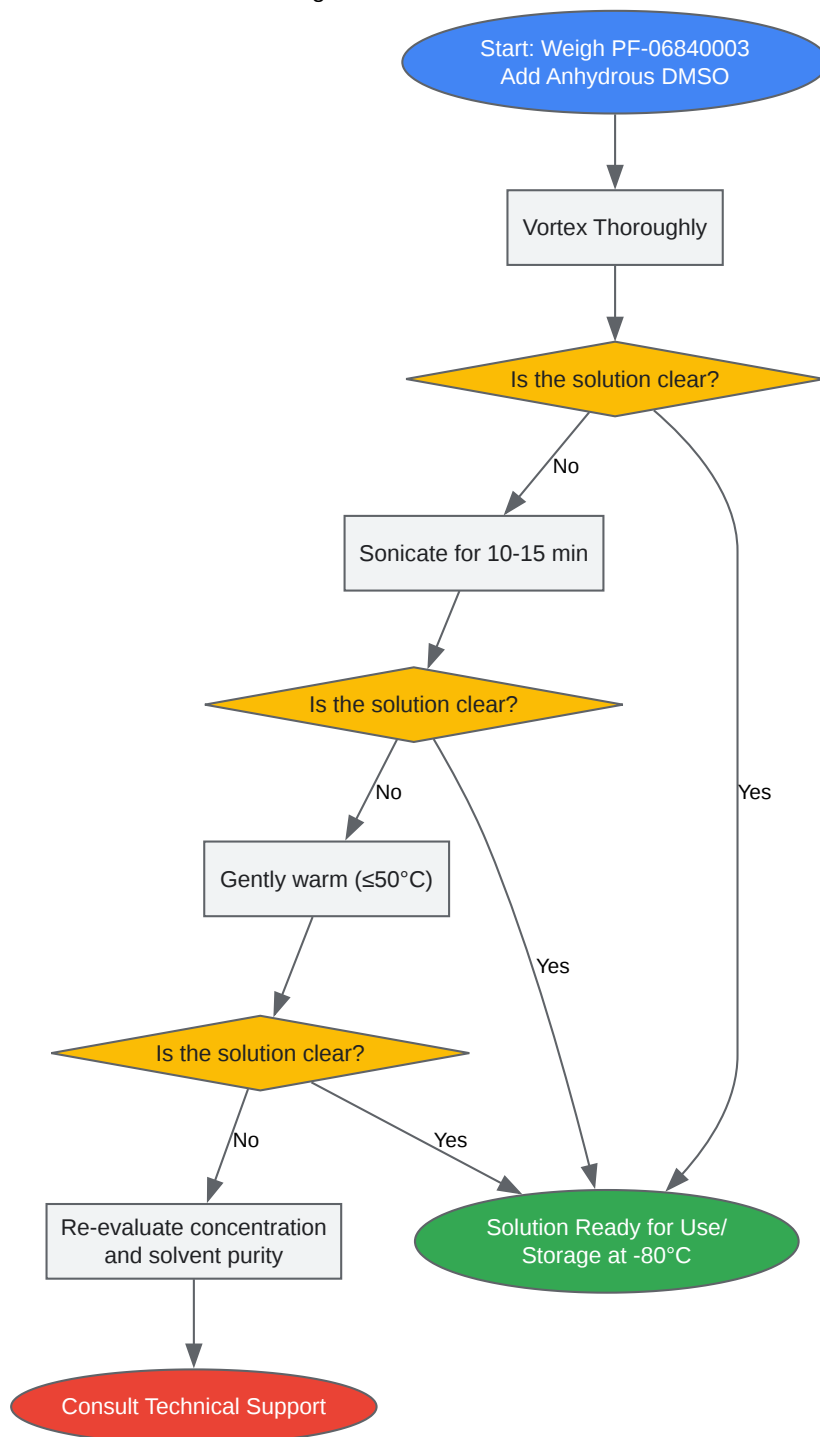 Start: Weigh PF-06840003
Add Anhydrous DMSO
Vortex Thoroughly
Is the solution clear?
No
Sonicate for 10-15 min
Is the solution clear?
No
Yes
Gently warm (≤50°C)
Yes
Is the solution clear?
No
Yes
Re-evaluate concentration
and solvent purity
Solution Ready for Use/
Storage at -80°C
Consult Technical Support